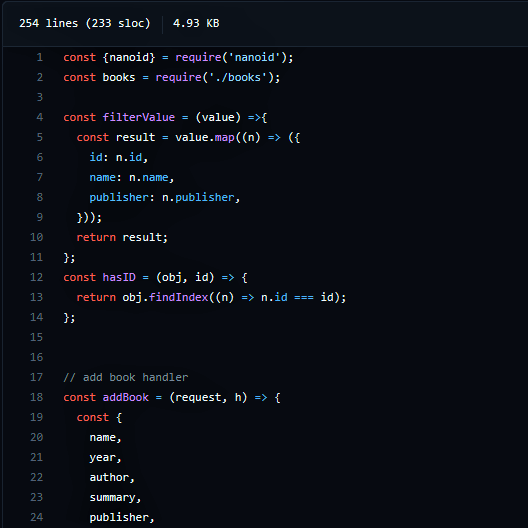 254 lines (233 sloc) 4.93 KB
1 const {nanoid} = require('nanoid');
2 const books = require('./books');
3
4 const filterValue = (value) =>{
5 const result = value.map((n) => ({
6 id: n.id,
7 name: n.name,
8 publisher: n.publisher,
9 }));
10 return result;
11 };
12 const hasID = (obj, id) => {
13 return obj.findIndex((n) => n.id === id);
14 };
15
16
17 // add book handler
18 const addBook = (request, h) => {
19 const {
20 name,
21 year,
22 author,
23 summary,
24 publisher,